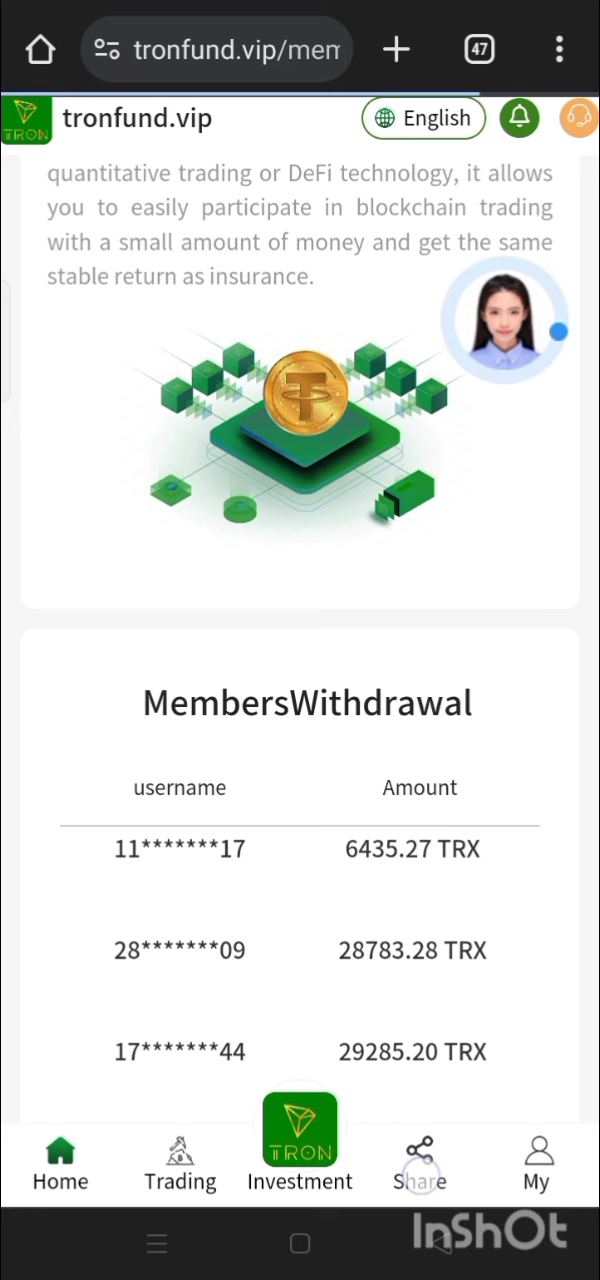 tronfund.vip/mem
47
TRON
tronfund.vip
English
quantitative trading or DeFi technology, it allows
you to easily participate in blockchain trading
with a small amount of money and get the same
stable return as insurance.
MembersWithdrawal
username Amount
11*******17 6435.27 TRX
28*******09 28783.28 TRX
17*******44 29285.20 TRX
TRON
Home Trading Investment Share My
InShOt